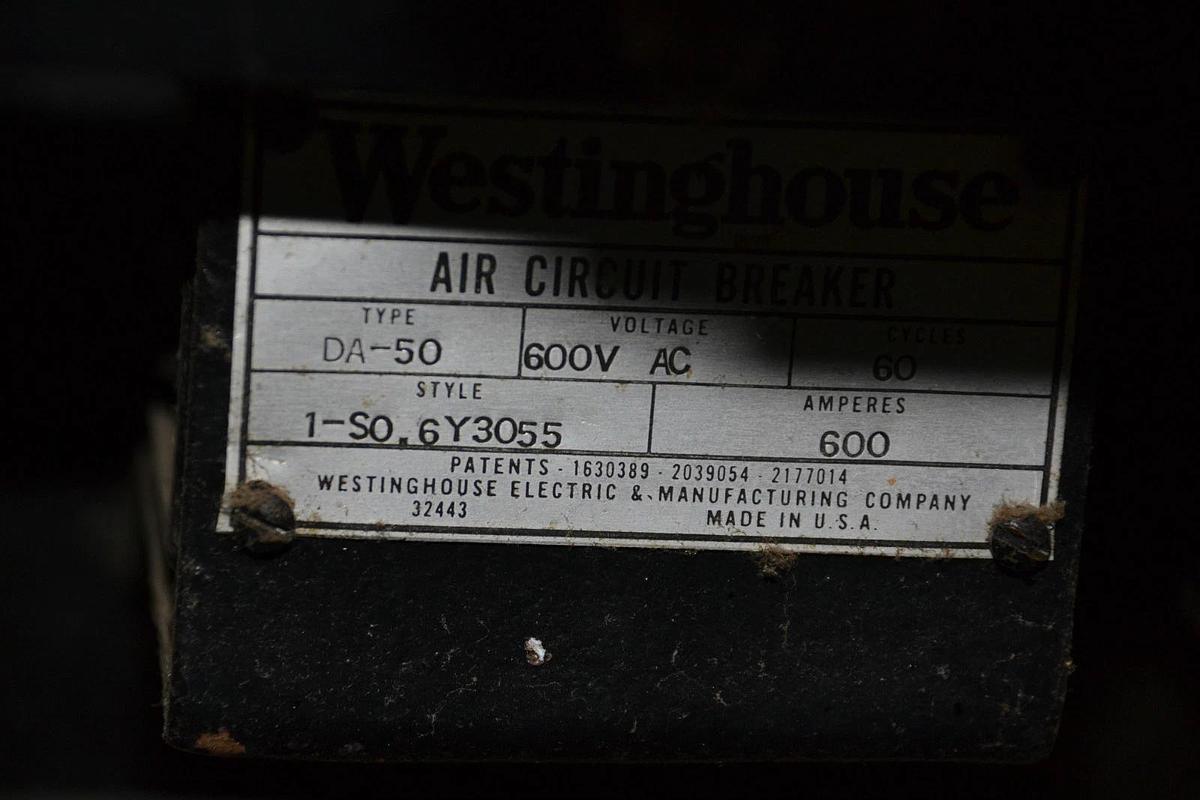 Westinghouse
AIR CIRCUIT BREAKER
TYPE VOLTAGE CYCLES
DA-50 600V AC 60
STYLE AMPERES
1-SO.6Y3055 600
PATENTS - 1630389 - 2039054 - 2177014
WESTINGHOUSE ELECTRIC & MANUFACTURING COMPANY
32443 MADE IN U.S.A.